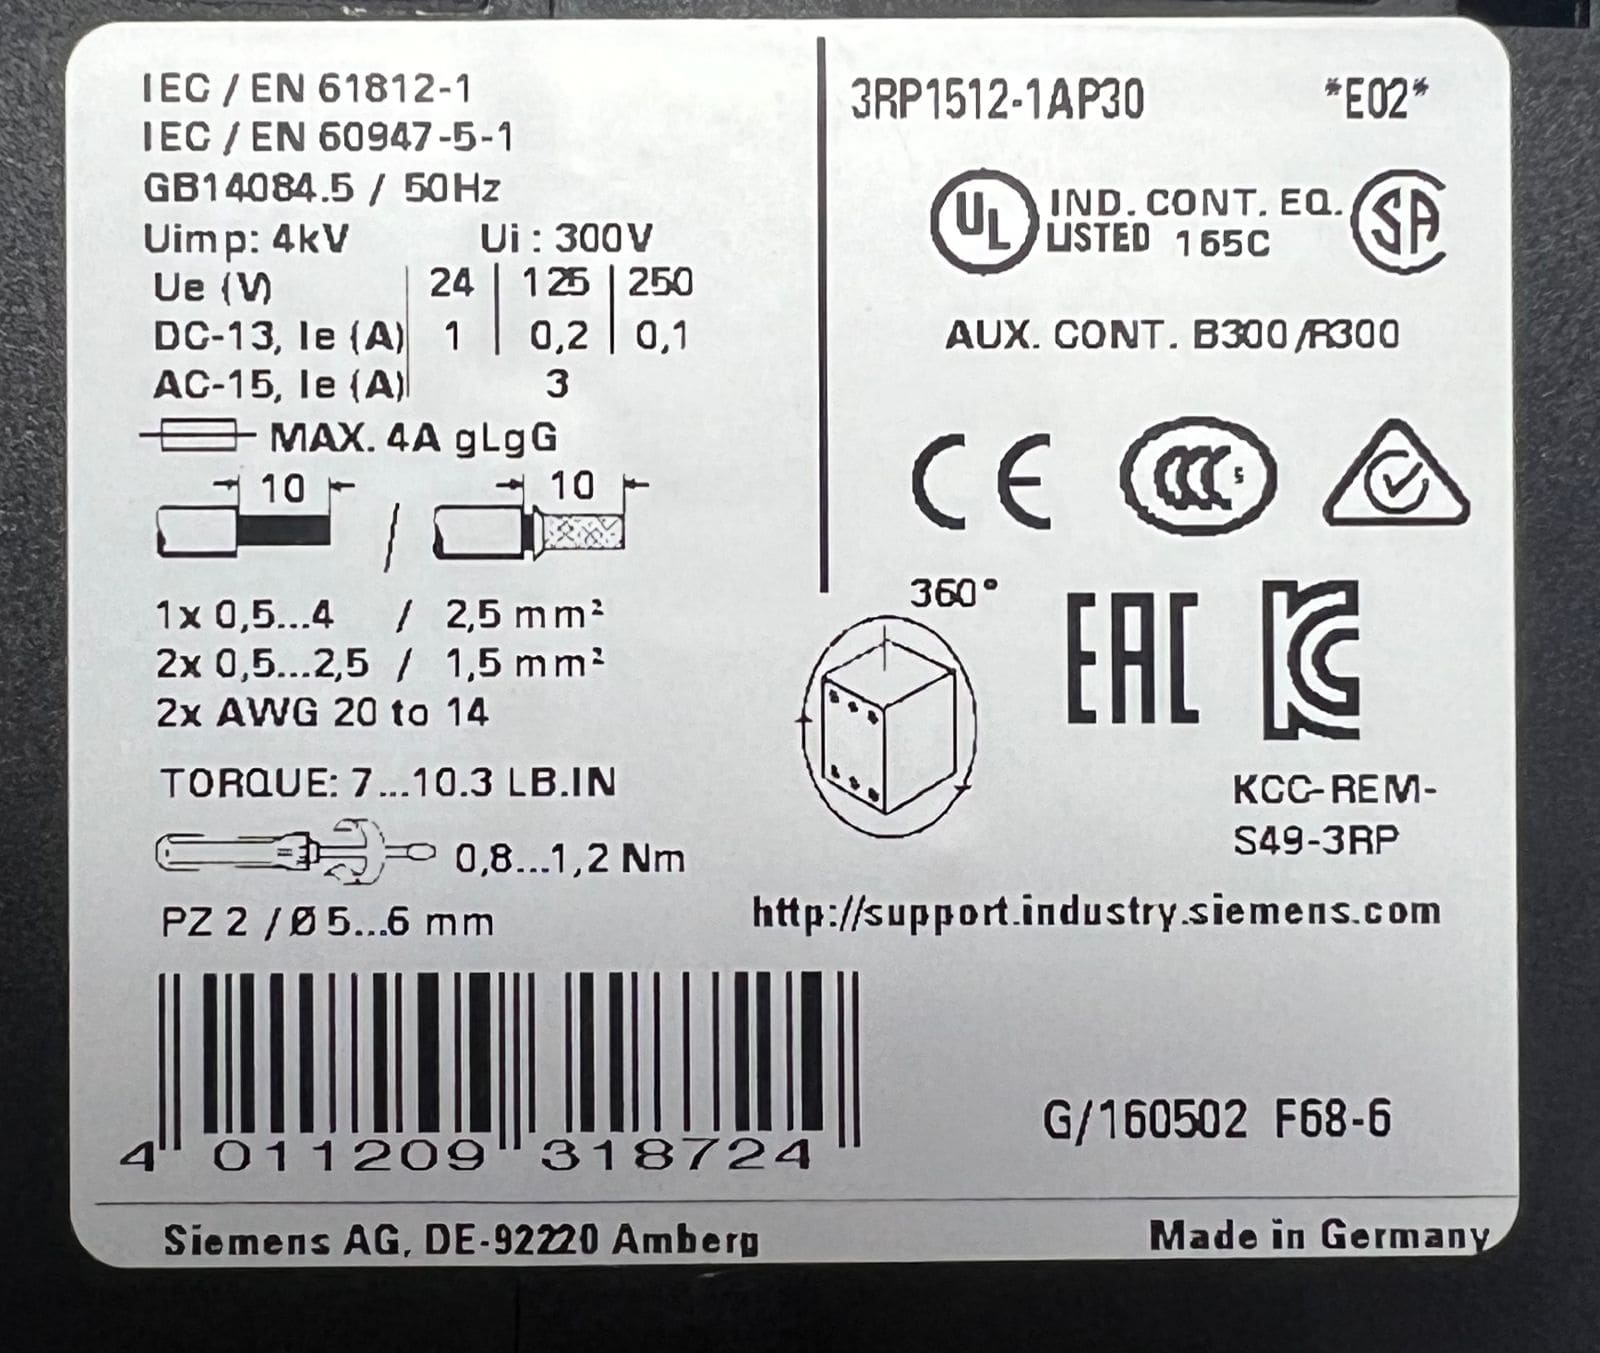 IEC / EN 61812-1
IEC / EN 60947-5-1
GB14084.5 / 50Hz
Uimp: 4kV Ui : 300V
Ue (V) 24 125 250
DC-13, Ie (A) 1 0,2 0,1
AC-15, Ie (A) 3
MAX. 4A gLgG
10 / 10
1x 0,5...4 / 2,5 mm²
2x 0,5...2,5 / 1,5 mm²
2x AWG 20 to 14
TORQUE: 7...10.3 LB.IN
0,8...1,2 Nm
PZ 2 / Ø 5...6 mm
3RP1512-1AP30 *E02*
UL IND. CONT. EQ. SA
LISTED 165C
AUX. CONT. B300/R300
CE CCC S
360°
EAC KC
KCC-REM-
S49-3RP
http://support.industry.siemens.com
4 011209 318724
G/160502 F68-6
Siemens AG, DE-92220 Amberg
Made in Germany